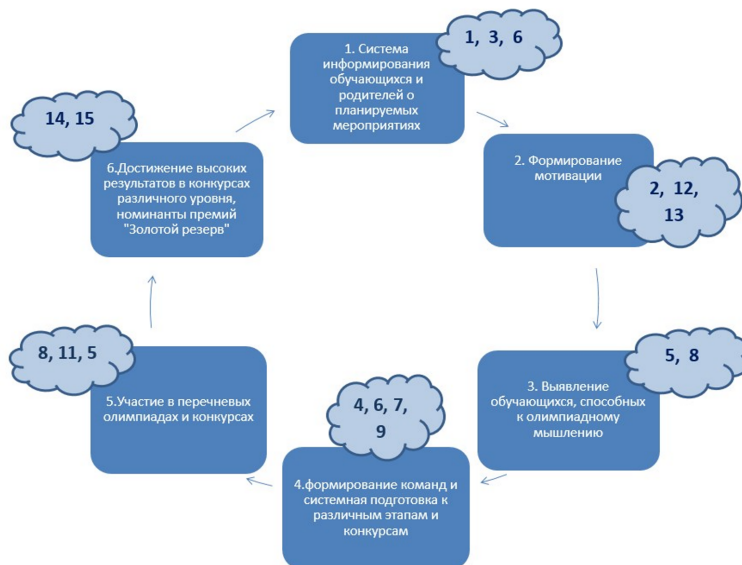 1, 3, 6
1. Система
информирования
обучающихся и
родителей о
планируемых
мероприятиях
2. Формирование
мотивации
2, 12,
13
5, 8
3. Выявление
обучающихся, способных
к олимпиадному
мышлению
4, 6, 7,
9
4.формирование команд и
системная подготовка к
различным этапам и
конкурсам
8, 11, 5
5.Участие в перечневых
олимпиадах и конкурсах
14, 15
6.Достижение высоких
результатов в конкурсах
различного уровня,
номинанты премий
"Золотой резерв"